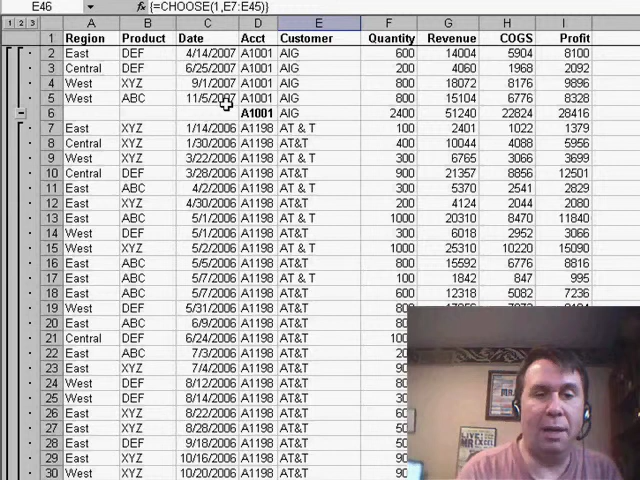 E46 fx {=CHOOSE(1,E7:E45)}
1 2 3 A B C D E F G H I
1 Region Product Date Acct Customer Quantity Revenue COGS Profit
2 East DEF 4/14/2007 A1001 AIG 600 14004 5904 8100
3 Central DEF 6/25/2007 A1001 AIG 200 4060 1968 2092
4 West XYZ 9/1/2007 A1001 AIG 800 18072 8176 9896
5 West ABC 11/5/2007 A1001 AIG 800 15104 6776 8328
6 A1001 AIG 2400 51240 22824 28416
7 East XYZ 1/14/2006 A1198 AT & T 100 2401 1022 1379
8 Central XYZ 1/30/2006 A1198 AT&T 400 10044 4088 5956
9 West XYZ 3/22/2006 A1198 AT & T 300 6765 3066 3699
10 Central DEF 3/28/2006 A1198 AT&T 900 21357 8856 12501
11 East ABC 4/2/2006 A1198 AT & T 300 5370 2541 2829
12 East XYZ 4/30/2006 A1198 AT&T 200 4124 2044 2080
13 East DEF 5/1/2006 A1198 AT & T 1000 20310 8470 11840
14 West DEF 5/1/2006 A1198 AT&T 300 6018 2952 3066
15 West XYZ 5/2/2006 A1198 AT & T 1000 25310 10220 15090
16 East ABC 5/5/2006 A1198 AT & T 800 15592 6776 8816
17 East ABC 5/7/2006 A1198 AT & T 100 1842 847 995
18 East ABC 5/7/2006 A1198 AT&T 600 12318 5082 7236
19 West DEF 5/31/2006 A1198 AT&T
20 East ABC 6/9/2006 A1198 AT&T
21 Central DEF 6/24/2006 A1198 AT&T
22 East ABC 7/3/2006 A1198 AT&T
23 East XYZ 7/4/2006 A1198 AT&T
24 West DEF 8/12/2006 A1198 AT&T
25 West DEF 8/14/2006 A1198 AT&T
26 East XYZ 8/22/2006 A1198 AT&T
27 East XYZ 8/28/2006 A1198 AT&T
28 East DEF 9/18/2006 A1198 AT&T
29 East XYZ 10/16/2006 A1198 AT&T
30 West XYZ 10/20/2006 A1198 AT&T